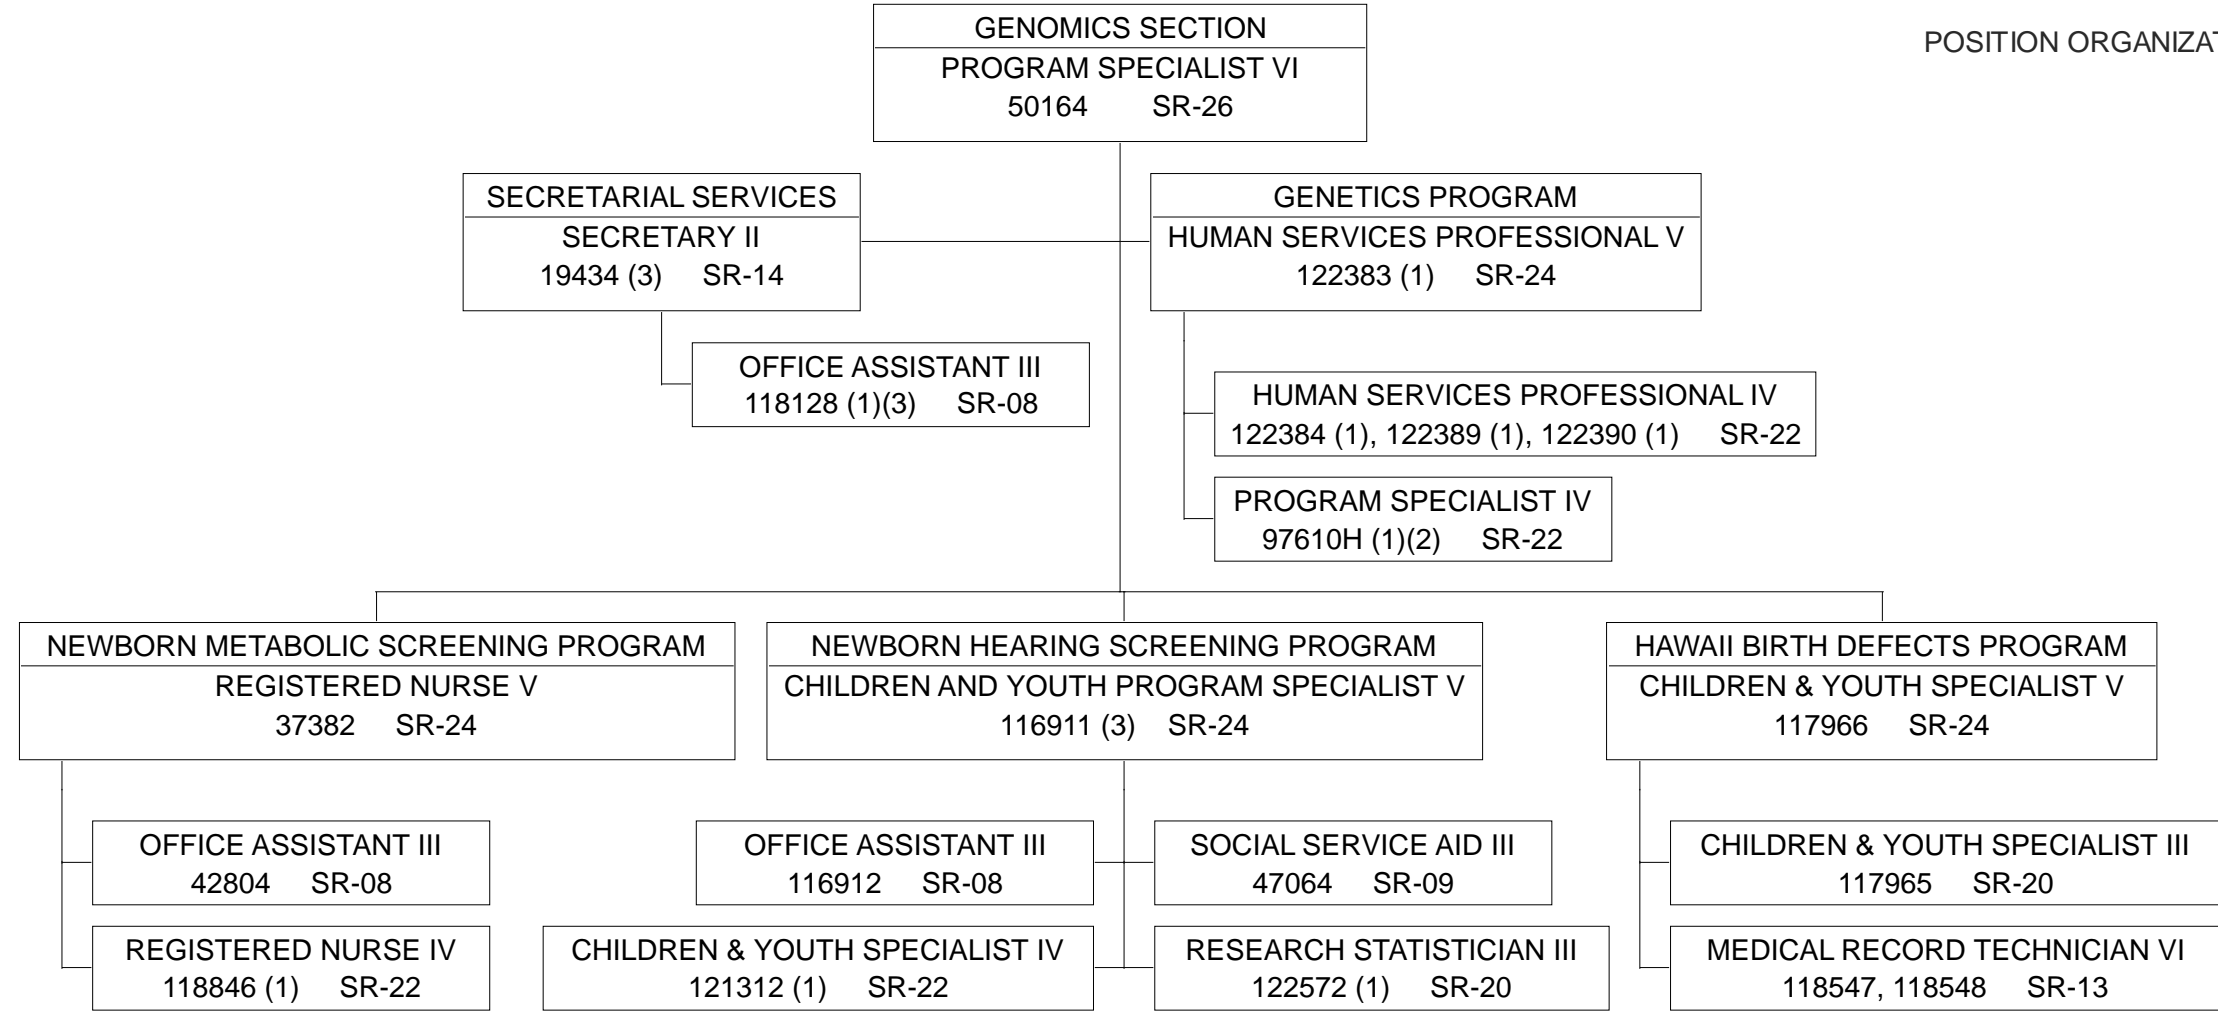 GENOMICS SECTION
PROGRAM SPECIALIST VI
50164 SR-26
POSITION
SECRETARIAL SERVICES
SECRETARY II
19434 (3) SR-14
GENETICS PROGRAM
HUMAN SERVICES PROFESSIONAL V
122383 (1) SR-24
OFFICE ASSISTANT III
118128 (1)(3) SR-08
HUMAN SERVICES PROFESSIONAL IV
122384 (1), 122389 (1), 122390 (1) SR-22
PROGRAM SPECIALIST IV
97610H (1)(2) SR-22
NEWBORN METABOLIC SCREENING PROGRAM
REGISTERED NURSE V
37382 SR-24
NEWBORN HEARING SCREENING PROGRAM
CHILDREN AND YOUTH PROGRAM SPECIALIST V
116911 (3) SR-24
HAWAII BIRTH DEFECTS PROGRAM
CHILDREN & YOUTH SPECIALIST V
117966 SR-24
OFFICE ASSISTANT III
42804 SR-08
REGISTERED NURSE IV
118846 (1) SR-22
OFFICE ASSISTANT III
116912 SR-08
SOCIAL SERVICE AID III
47064 SR-09
CHILDREN & YOUTH SPECIALIST IV
121312 (1) SR-22
RESEARCH STATISTICIAN III
122572 (1) SR-20
CHILDREN & YOUTH SPECIALIST III
117965 SR-20
MEDICAL RECORD TECHNICIAN VI
118547, 118548 SR-13